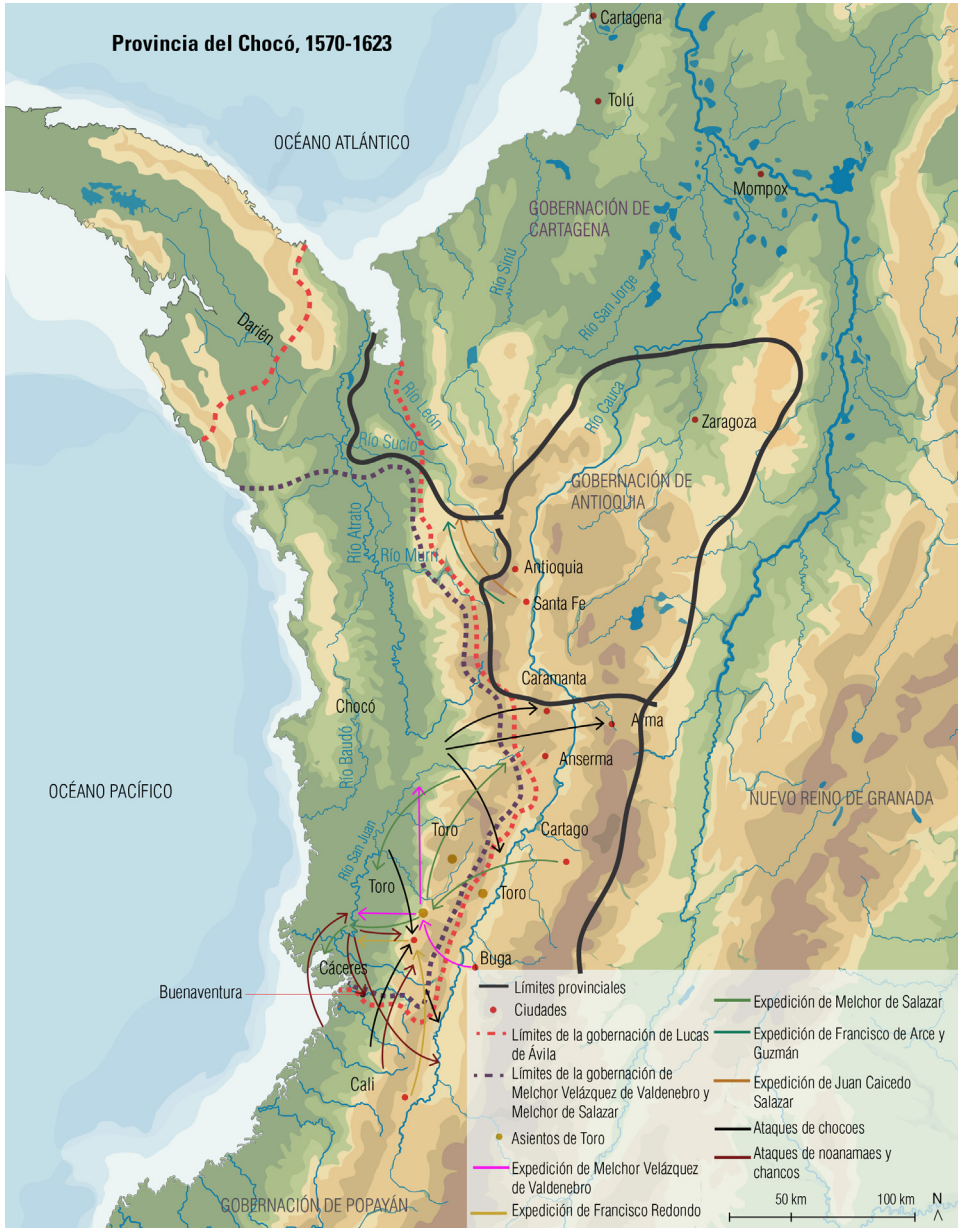 Provincia del Chocó, 1570-1623
Cartagena
Tolú
OCÉANO ATLÁNTICO
Mompox
GOBERNACIÓN DE
CARTAGENA
Río Sinú
Río San Jorge
Darién
Río León
Río Cauca
Zaragoza
Río Sucio
GOBERNACIÓN DE
ANTIOQUIA
Río Atrato
Río Murrí
Antioquia
Santa Fe
Caramanta
Chocó
Arma
Río Baudó
Anserma
OCÉANO PACÍFICO
NUEVO REINO DE GRANADA
Toro
Cartago
Río San Juan
Toro
Toro
Buga
Cáceres
Buenaventura
Cali
GOBERNACIÓN DE POPAYÁN
Límites provinciales
Ciudades
Límites de la gobernación de Lucas
de Ávila
Límites de la gobernación de
Melchor Velázquez de Valdenebro y
Melchor de Salazar
Asientos de Toro
Expedición de Melchor Velázquez
de Valdenebro
Expedición de Francisco Redondo
Expedición de Melchor de Salazar
Expedición de Francisco de Arce y
Guzmán
Expedición de Juan Caicedo
Salazar
Ataques de chocoes
Ataques de noanamaes y
chancos
50 km
100 km
N